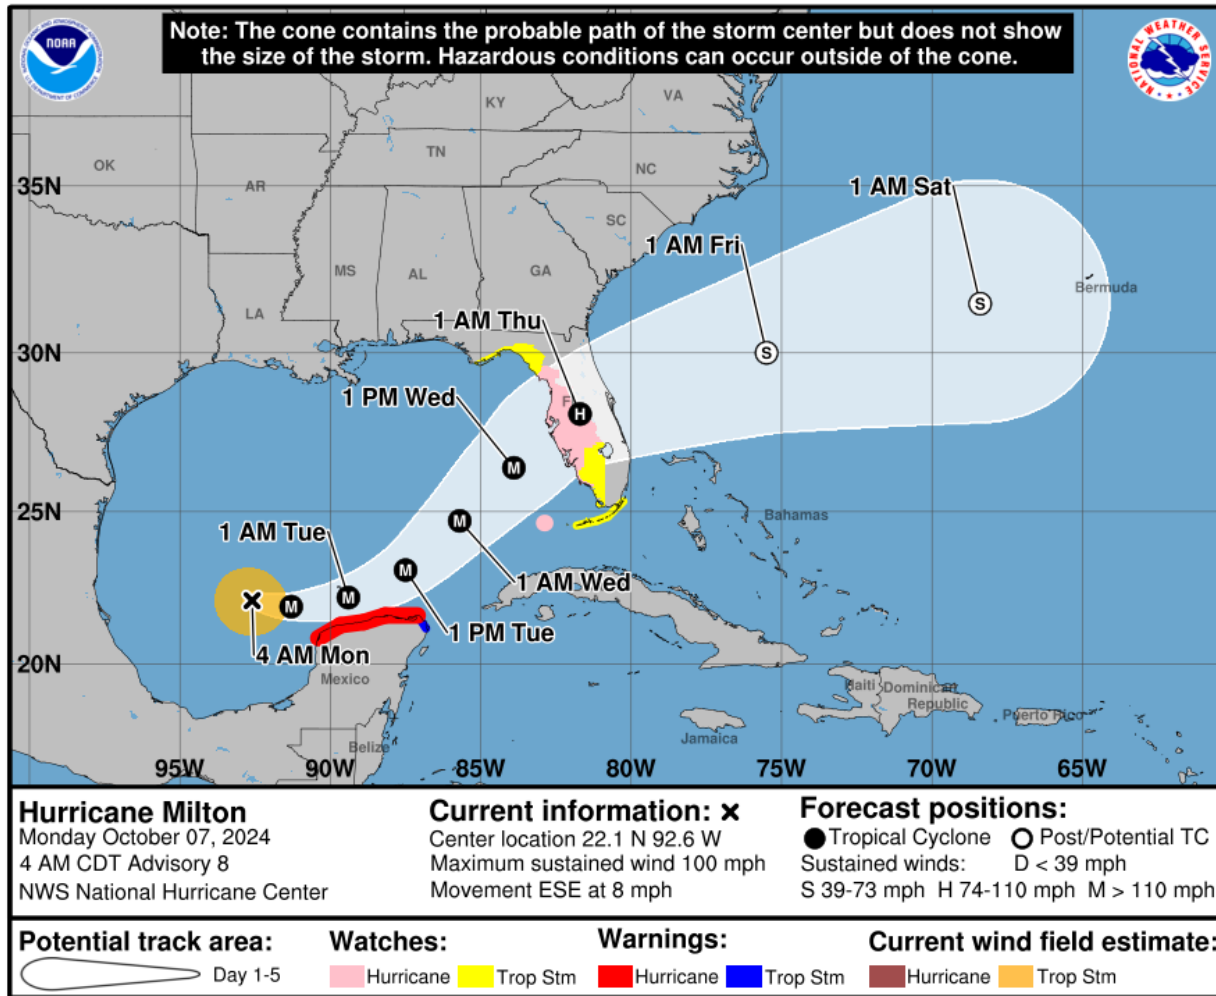 Note: The cone contains the probable path of the storm center but does not show
the size of the storm. Hazardous conditions can occur outside of the cone.
NOAA
NATIONAL WEATHER SERVICE
KY
VA
OK
TN
NC
AR
35N
1 AM Sat
SC
1 AM Fri
MS
AL
GA
Bermuda
LA
1 AM Thu
S
30N
S
1 PM Wed
F
H
M
25N
M
Bahamas
1 AM Tue
M
1 AM Wed
M
M
1 PM Tue
4 AM Mon
20N
Mexico
Haiti
Dominican
Republic
Puerto Rico
Jamaica
Belize
95W
90W
85W
80W
75W
70W
65W
Hurricane Milton
Monday October 07, 2024
4 AM CDT Advisory 8
NWS National Hurricane Center
Current information: ×
Center location 22.1 N 92.6 W
Maximum sustained wind 100 mph
Movement ESE at 8 mph
Forecast positions:
Tropical Cyclone
Post/Potential TC
Sustained winds: D < 39 mph
S 39-73 mph H 74-110 mph M > 110 mph
Potential track area:
Day 1-5
Watches:
Hurricane
Trop Stm
Warnings:
Hurricane
Trop Stm
Current wind field estimate:
Hurricane
Trop Stm